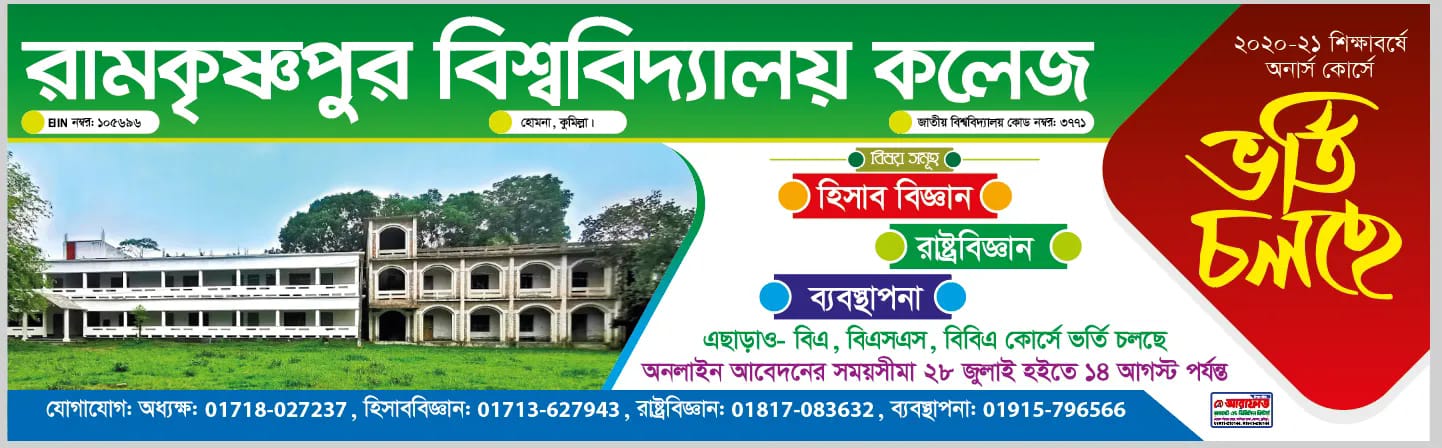 রামকৃষ্ণপুর বিশ্ববিদ্যালয় কলেজ
EIIN নম্বর: ১০৫৬৯৬
হোমনা, কুমিল্লা।
জাতীয় বিশ্ববিদ্যালয় কোড নম্বর: ৩৭৭১
২০২০-২১ শিক্ষাবর্ষে
অনার্স কোর্সে
ভর্তি
চলছে
বিষয় সমূহ
হিসাব বিজ্ঞান
রাষ্ট্রবিজ্ঞান
ব্যবস্থাপনা
এছাড়াও- বিএ, বিএসএস, বিবিএ কোর্সে ভর্তি চলছে
অনলাইন আবেদনের সময়সীমা ২৮ জুলাই হইতে ১৪ আগস্ট পর্যন্ত
যোগাযোগ: অধ্যক্ষ: 01718-027237, হিসাববিজ্ঞান: 01713-627943, রাষ্ট্রবিজ্ঞান: 01817-083632, ব্যবস্থাপনা: 01915-796566
আরাফাত